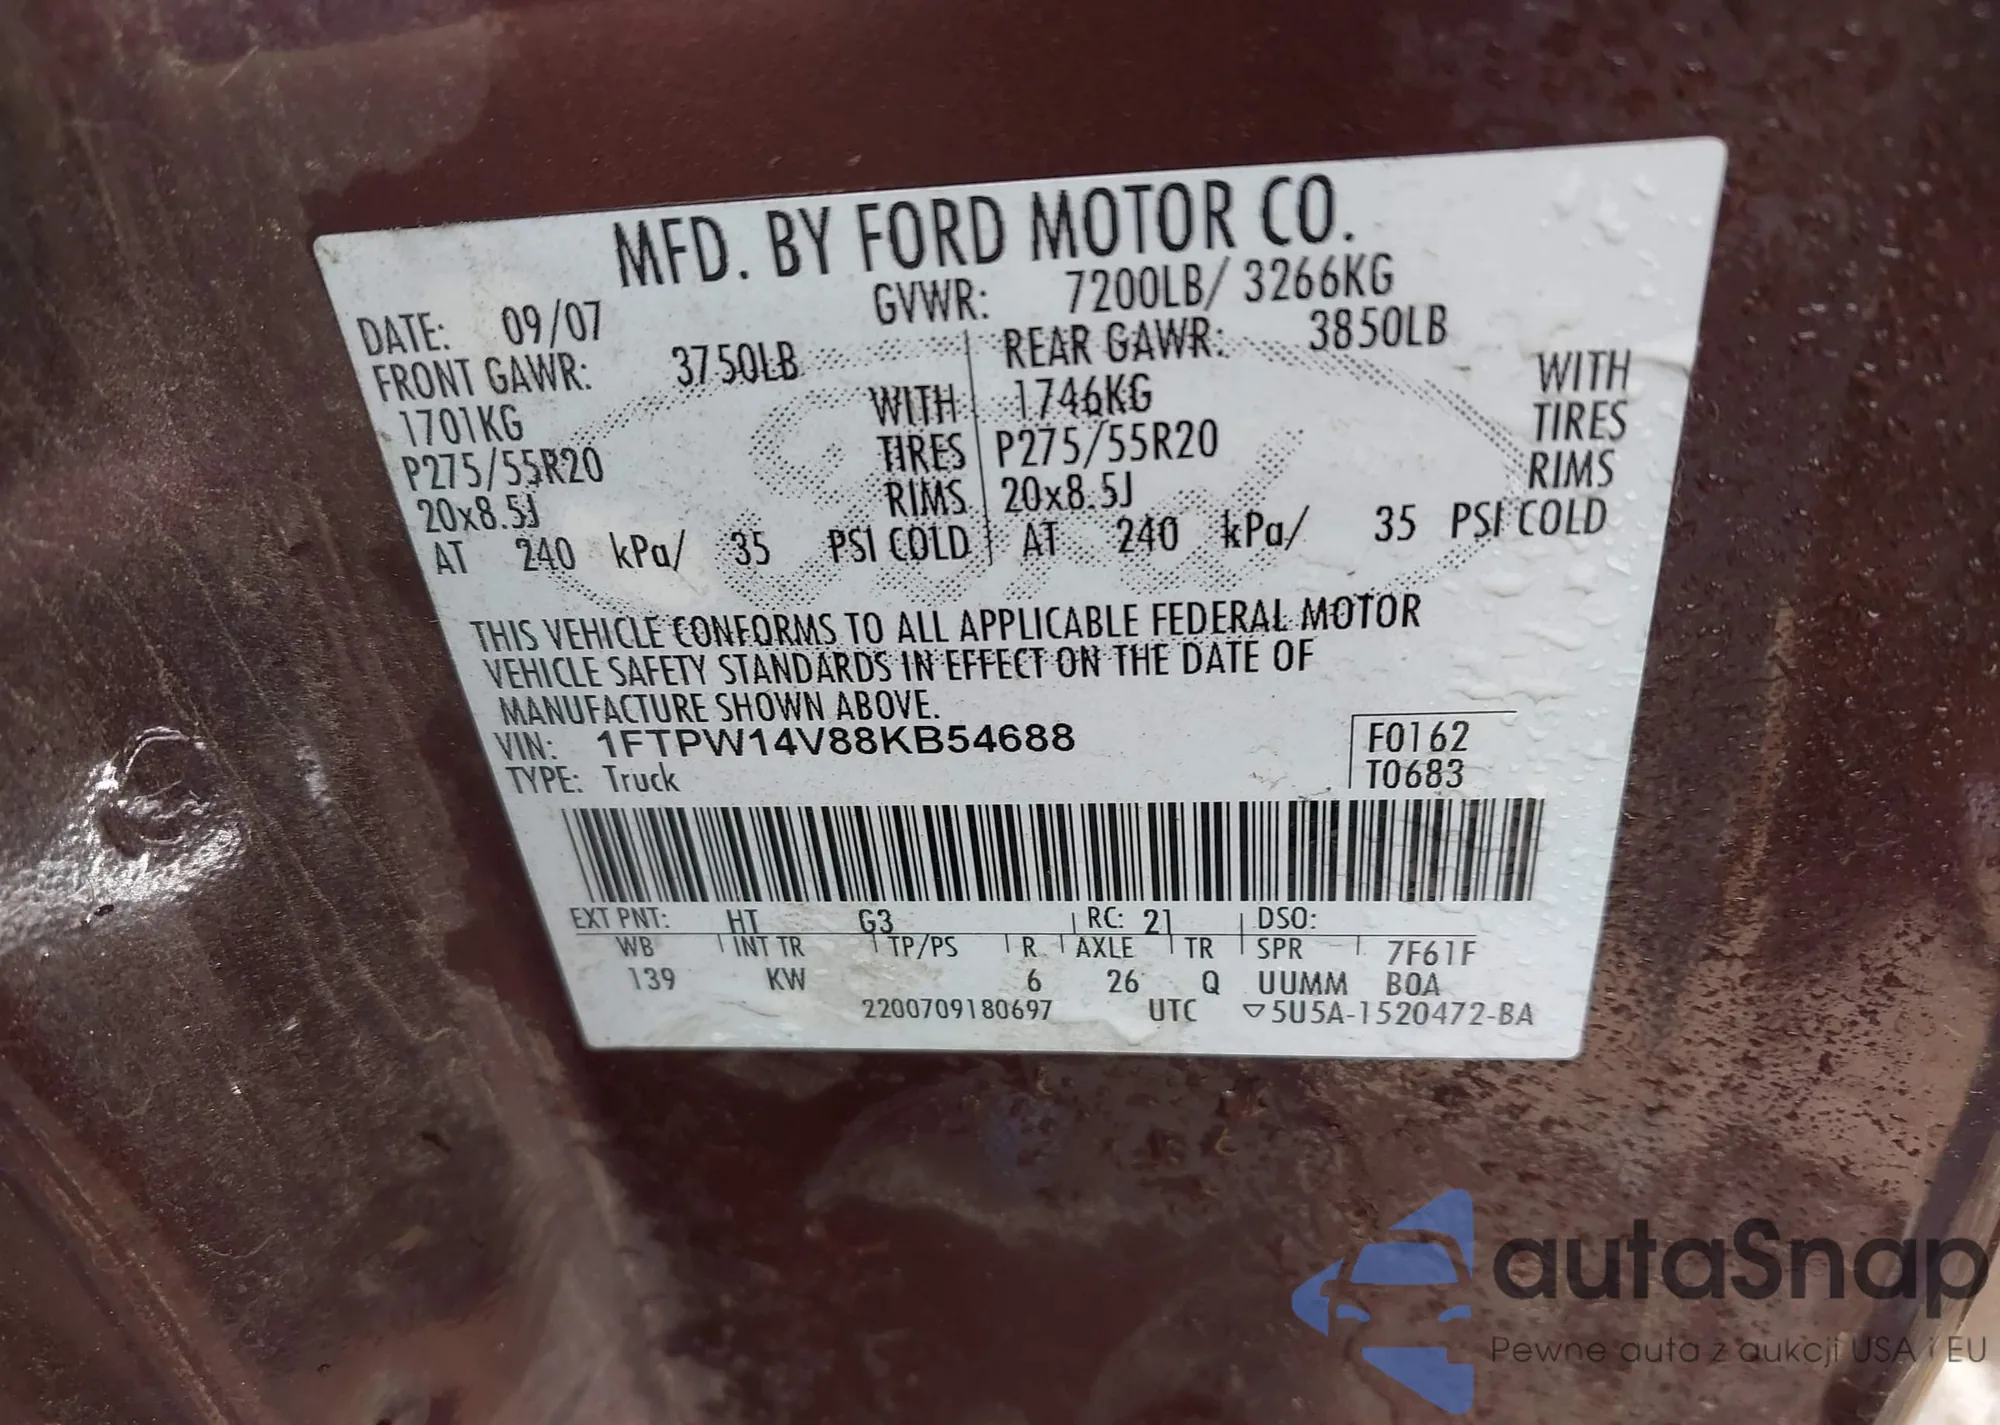 MFD. BY FORD MOTOR CO.
DATE: 09/07 GVWR: 7200LB/ 3266KG
FRONT GAWR: 3750LB REAR GAWR: 3850LB
1701KG WITH 1746KG WITH
P275/55R20 TIRES P275/55R20 TIRES
20x8.5J RIMS 20x8.5J RIMS
AT 240 kPa/ 35 PSI COLD AT 240 kPa/ 35 PSI COLD
THIS VEHICLE CONFORMS TO ALL APPLICABLE FEDERAL MOTOR
VEHICLE SAFETY STANDARDS IN EFFECT ON THE DATE OF
MANUFACTURE SHOWN ABOVE.
VIN: 1FTPW14V88KB54688 F0162
TYPE: Truck T0683
EXT PNT: HT G3 RC: 21 DSO:
WB INT TR TP/PS R AXLE TR SPR 7F61F
139 KW 6 26 Q UUMM BOA
2200709180697 UTC ▽5U5A-1520472-BA
autaSnap
Pewne auta z aukcji USA i EU